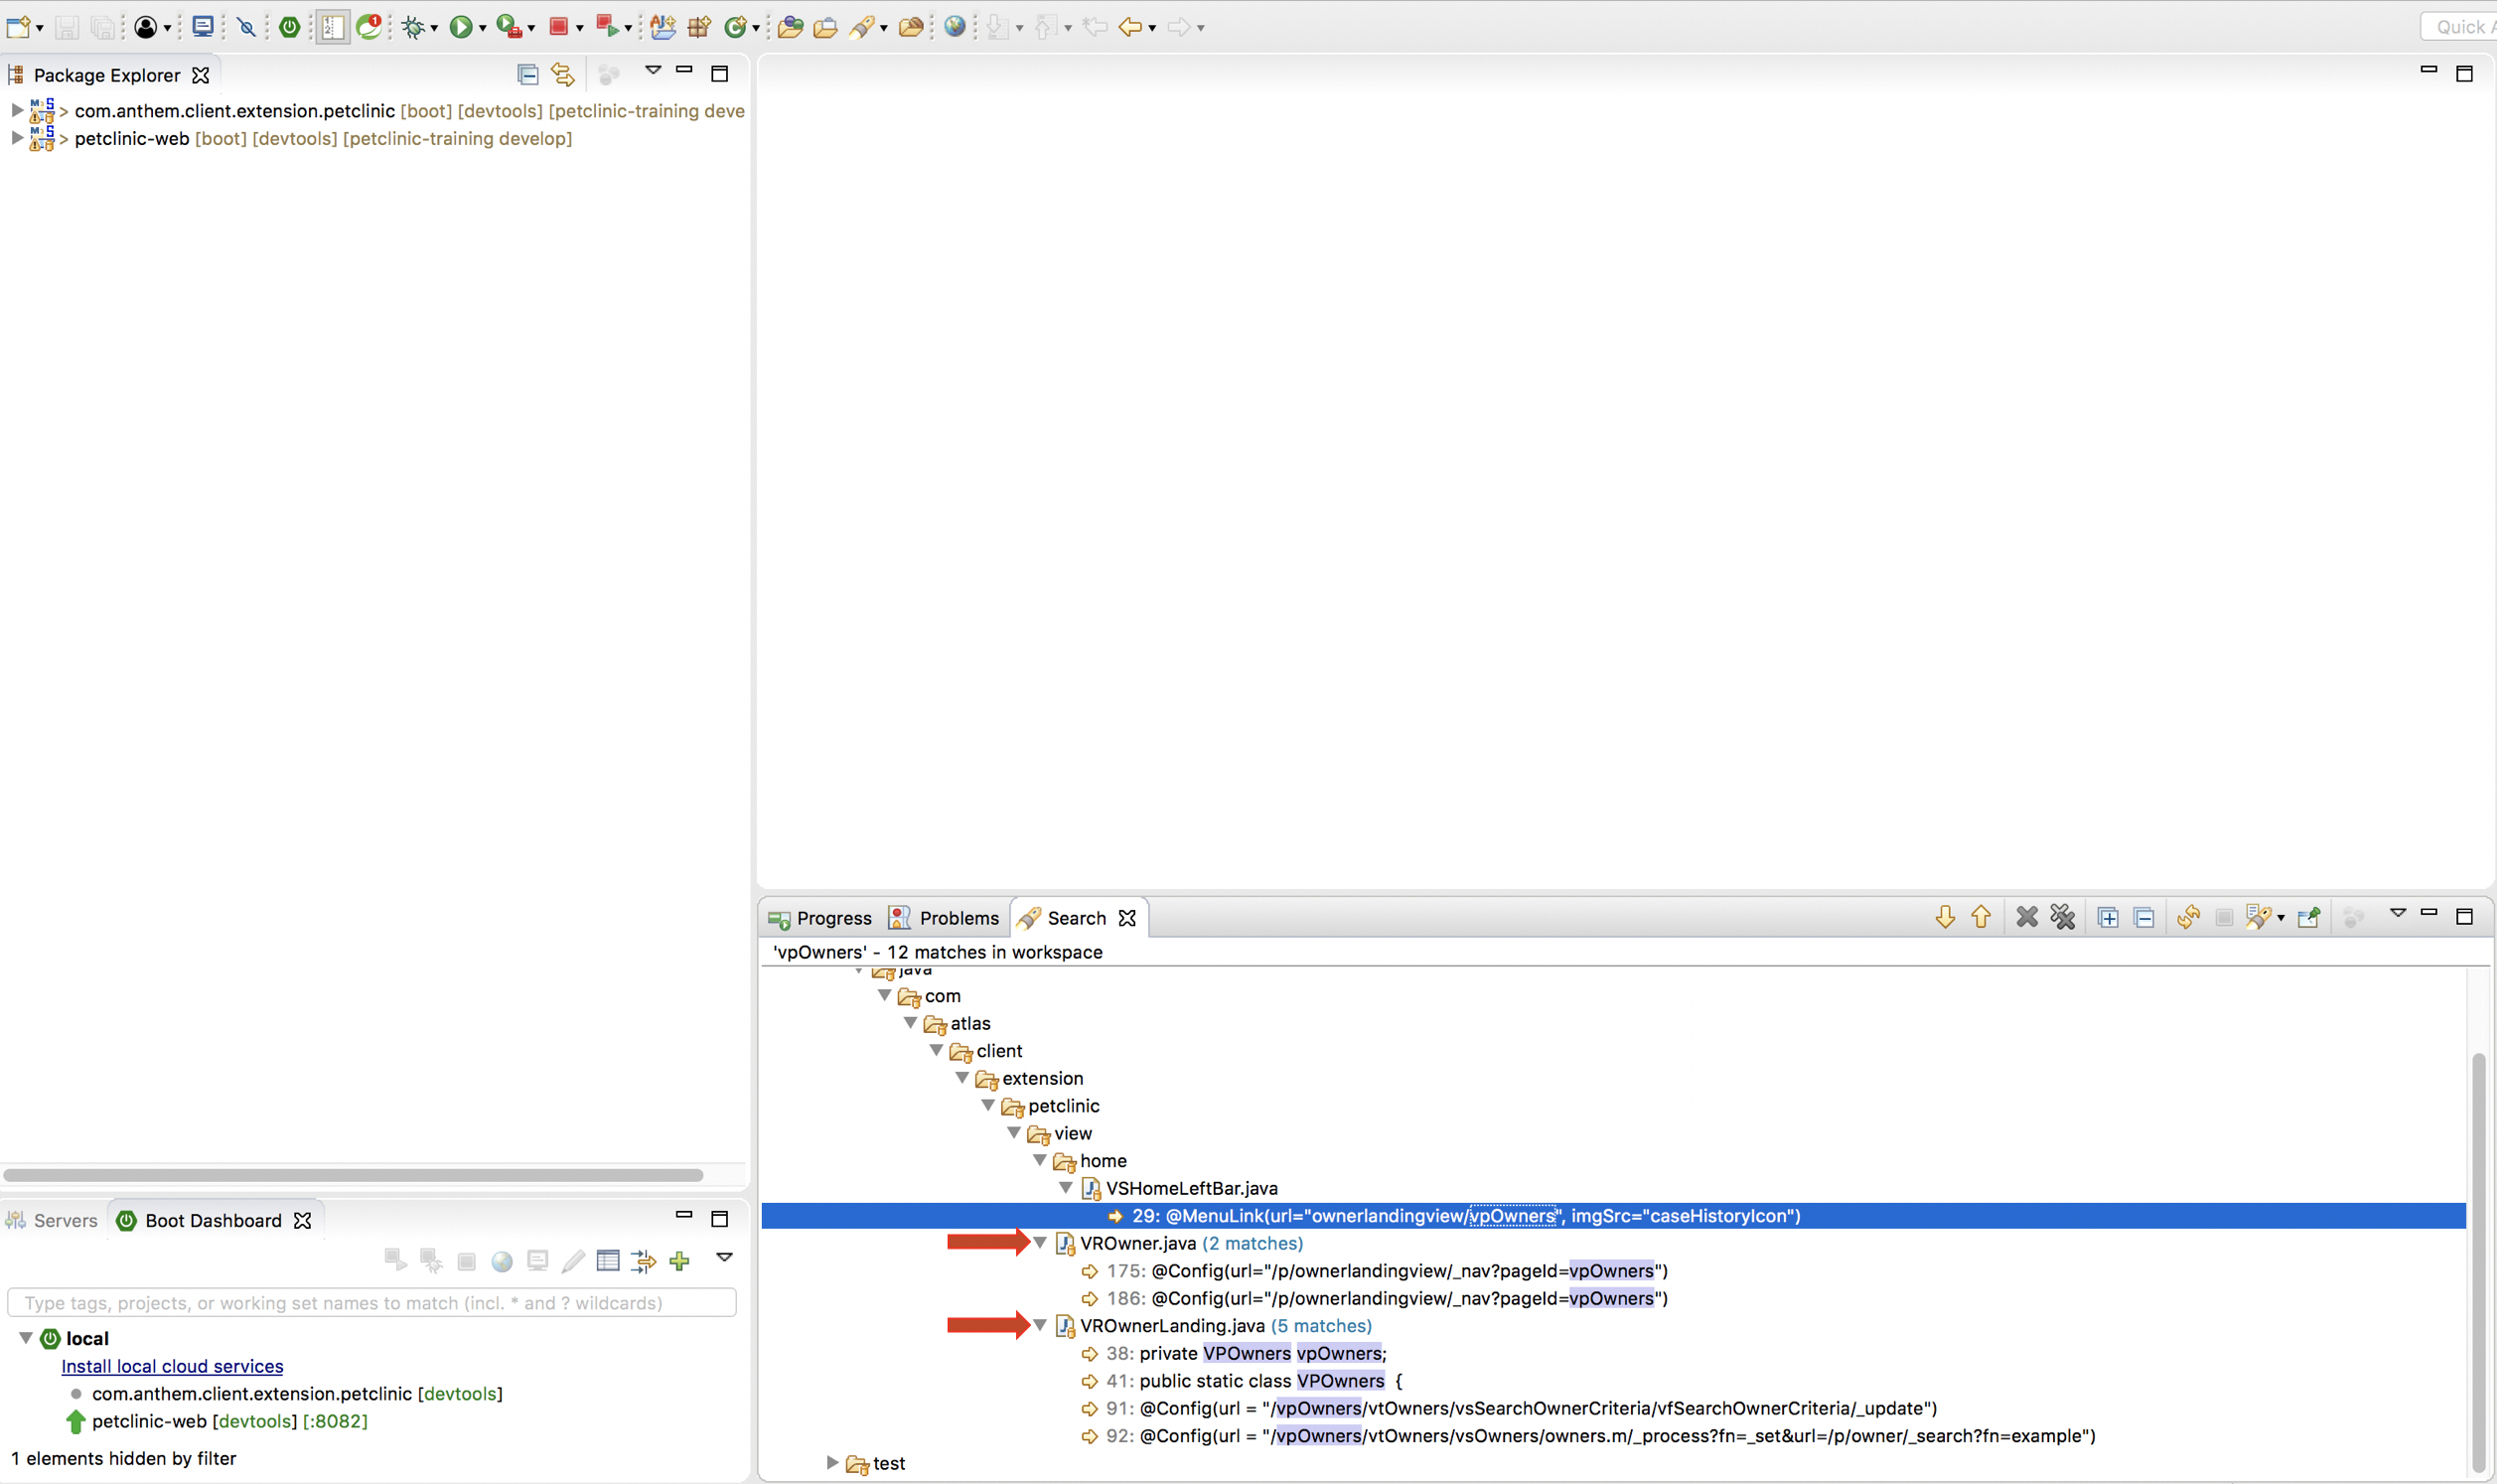 Quick A
Package Explorer
> com.anthem.client.extension.petclinic [boot] [devtools] [petclinic-training deve
> petclinic-web [boot] [devtools] [petclinic-training develop]
Progress
Problems
Search
'vpOwners' - 12 matches in workspace
java
com
atlas
client
extension
petclinic
view
home
VSHomeLeftBar.java
29: @MenuLink(url="ownerlandingview/vpOwners", imgSrc="caseHistoryIcon")
VROwner.java (2 matches)
175: @Config(url="/p/ownerlandingview/_nav?pageId=vpOwners")
186: @Config(url="/p/ownerlandingview/_nav?pageId=vpOwners")
VROwnerLanding.java (5 matches)
38: private VPOwners vpOwners;
41: public static class VPOwners {
91: @Config(url = "/vpOwners/vtOwners/vsSearchOwnerCriteria/vfSearchOwnerCriteria/_update")
92: @Config(url = "/vpOwners/vtOwners/vsOwners/owners.m/_process?fn=_set&url=/p/owner/_search?fn=example")
test
Servers
Boot Dashboard
Type tags, projects, or working set names to match (incl. * and ? wildcards)
local
Install local cloud services
com.anthem.client.extension.petclinic [devtools]
petclinic-web [devtools] [:8082]
1 elements hidden by filter